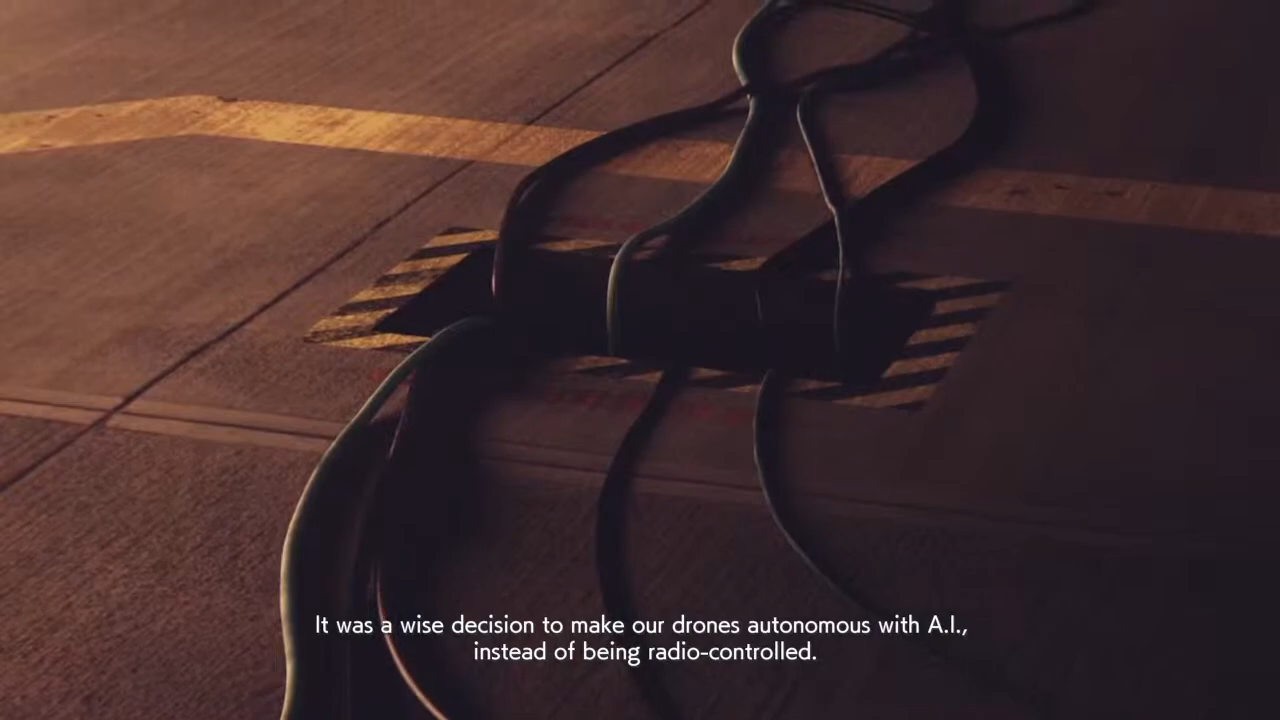 It was a wise decision to make our drones autonomous with A.I.,
instead of being radio-controlled.